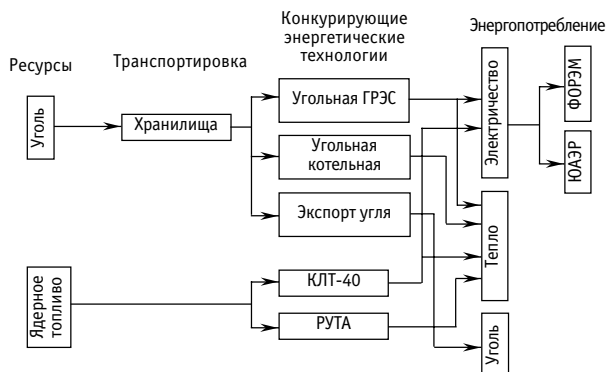 Ресурсы
Транспортировка
Конкурирующие
энергетические
технологии
Энергопотребление
Уголь
Хранилища
Угольная ГРЭС
Угольная
котельная
Экспорт угля
Электричество
ФОРЭМ
ЮАЭР
Тепло
Ядерное
топливо
КЛТ-40
РУТА
Уголь